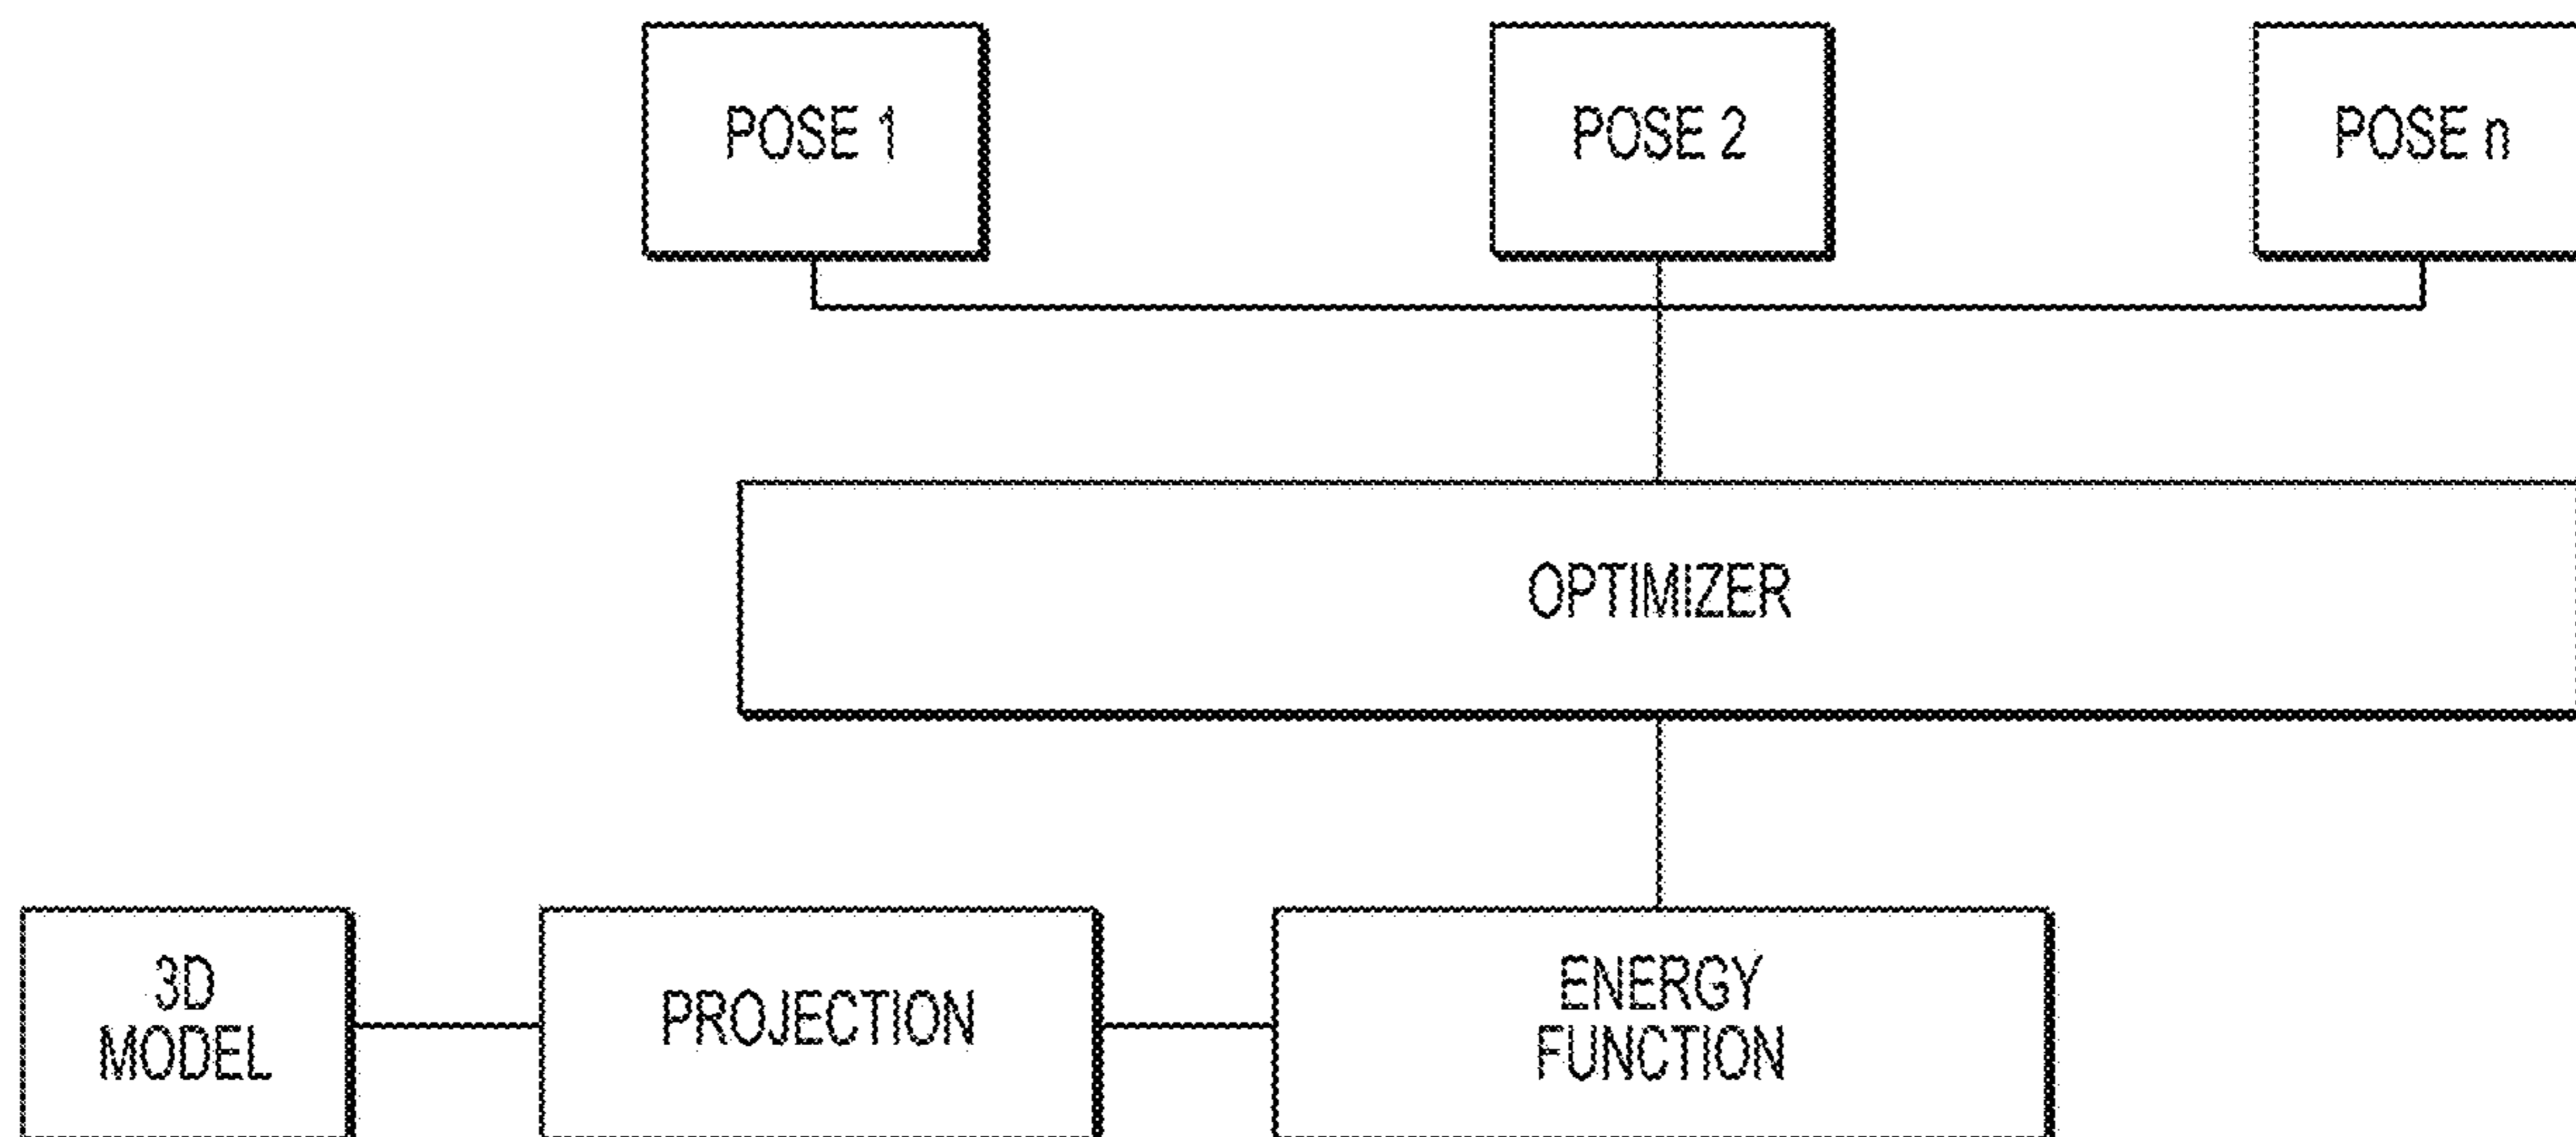 POSE 1
POSE 2
POSE n
OPTIMIZER
3D
MODEL
PROJECTION
ENERGY
FUNCTION